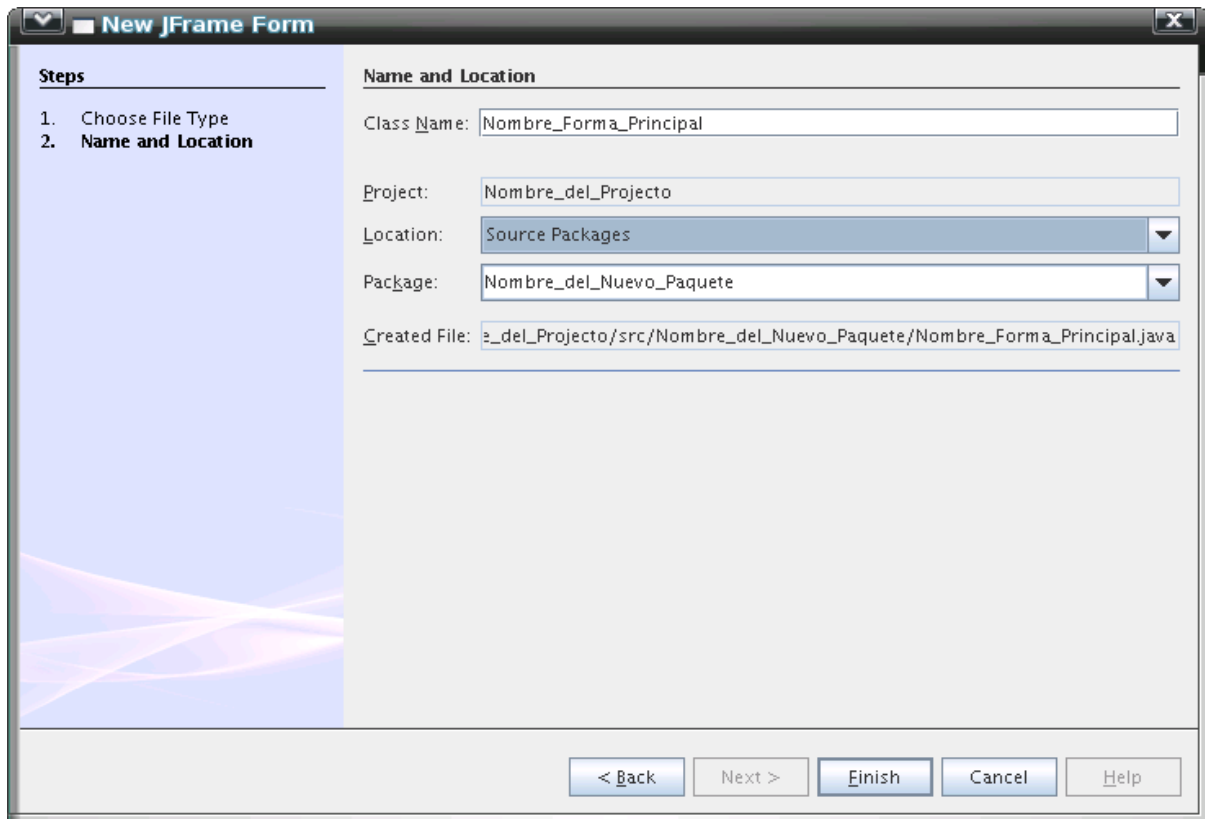 New JFrame Form
Steps
1. Choose File Type
2. Name and Location
Name and Location
Class Name: Nombre_Forma_Principal
Project: Nombre_del_Projecto
Location: Source Packages
Package: Nombre_del_Nuevo_Paquete
Created File: e_del_Projecto/src/Nombre_del_Nuevo_Paquete/Nombre_Forma_Principal.java
< Back Next > Finish Cancel Help